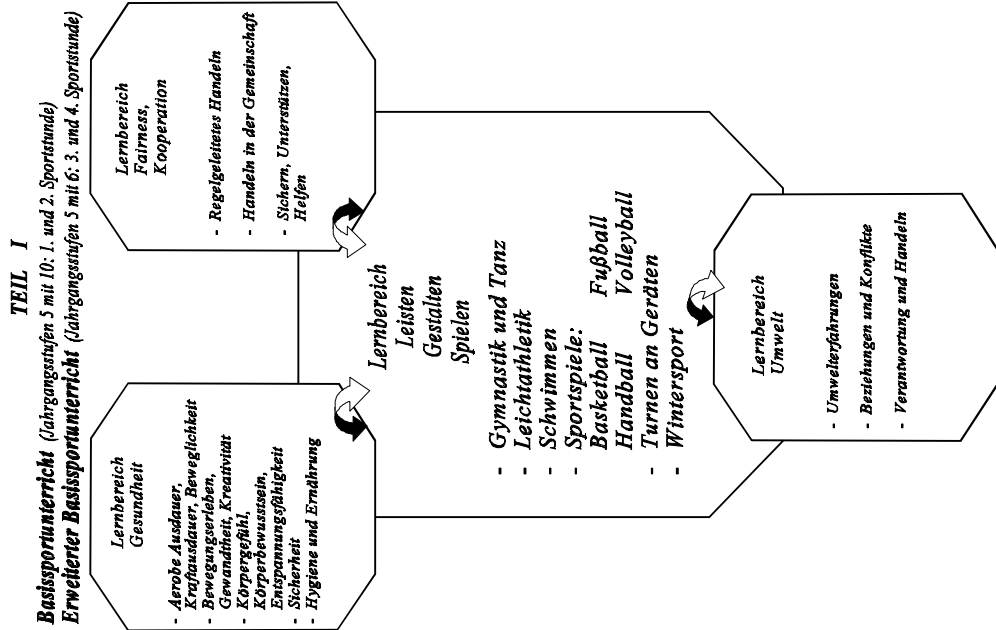 TEIL I
Basissportunterricht (Jahrgangsstufen 5 mit 10: 1. und 2. Sportstunde)
Erweiterter Basissportunterricht (Jahrgangsstufen 5 mit 6: 3. und 4. Sportstunde)
Lernbereich
Gesundheit
- Aerobe Ausdauer,
Kraftausdauer, Beweglichkeit
- Bewegungserleben,
Gewandtheit, Kreativität
- Körpergefühl,
Körperbewusstsein,
Entspannungsfähigkeit
- Sicherheit
- Hygiene und Ernährung
Lernbereich
Fairness,
Kooperation
- Regelgeleitetes Handeln
- Handeln in der Gemeinschaft
- Sichern, Unterstützen,
Helfen
Lernbereich
Leisten
Gestalten
Spielen
- Gymnastik und Tanz
- Leichtathletik
- Schwimmen
- Sportspiele:
Basketball Fußball
Handball Volleyball
- Turnen an Geräten
- Wintersport
Lernbereich
Umwelt
- Umwelterfahrungen
- Beziehungen und Konflikte
- Verantwortung und Handeln